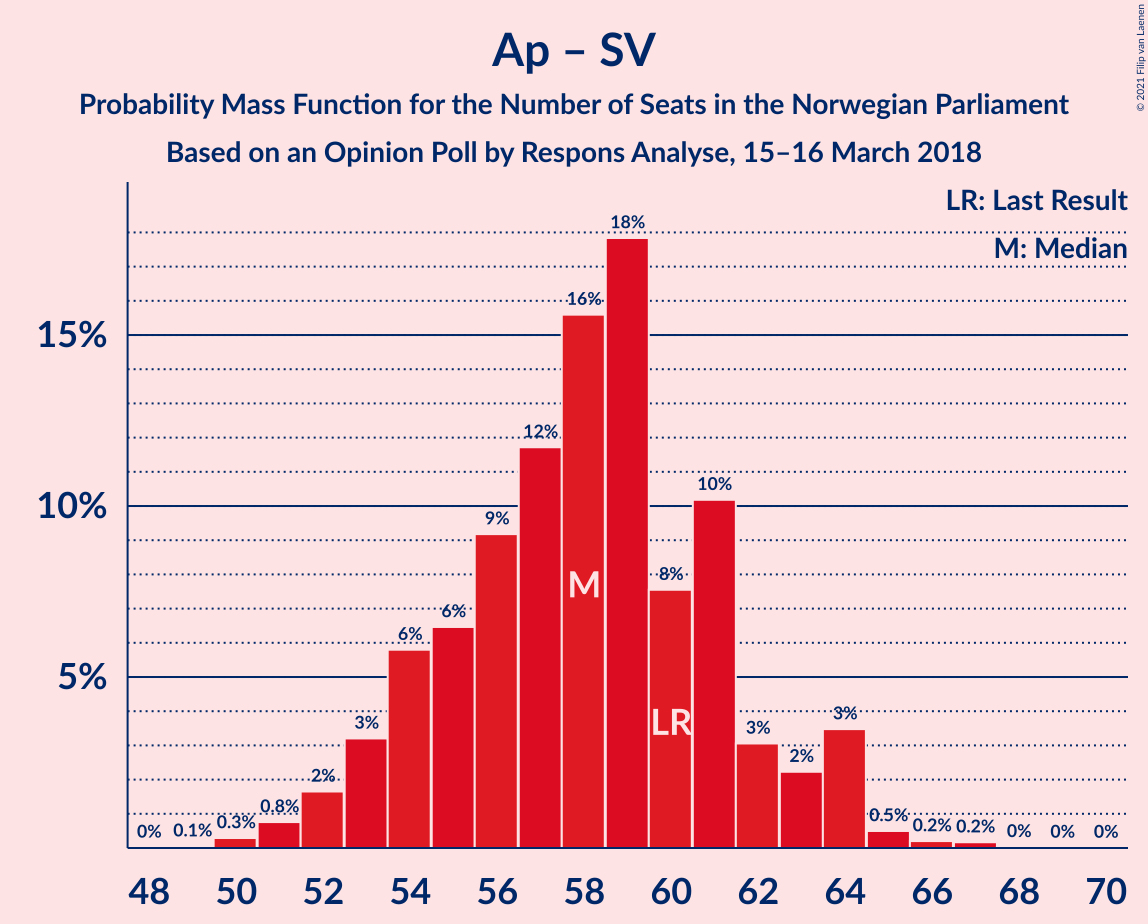 Ap – SV
Probability Mass Function for the Number of Seats in the Norwegian Parliament
Based on an Opinion Poll by Respons Analyse, 15–16 March 2018
© 2021 Filip van Laenen
LR: Last Result
M: Median
15%
10%
5%
0%
0.1%
0.3%
0.8%
2%
3%
6%
6%
9%
12%
16%
18%
8%
10%
3%
2%
3%
0.5%
0.2%
0.2%
0%
0%
0%
M
LR
48 50 52 54 56 58 60 62 64 66 68 70